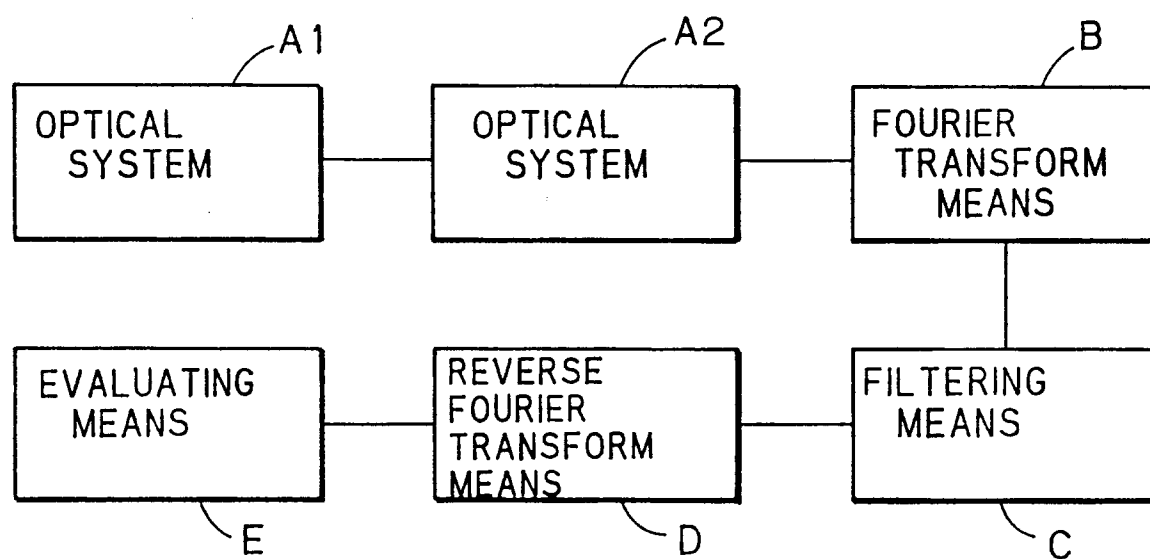 A1
A2
B
OPTICAL
SYSTEM
OPTICAL
SYSTEM
FOURIER
TRANSFORM
MEANS
EVALUATING
MEANS
REVERSE
FOURIER
TRANSFORM
MEANS
FILTERING
MEANS
E
D
C